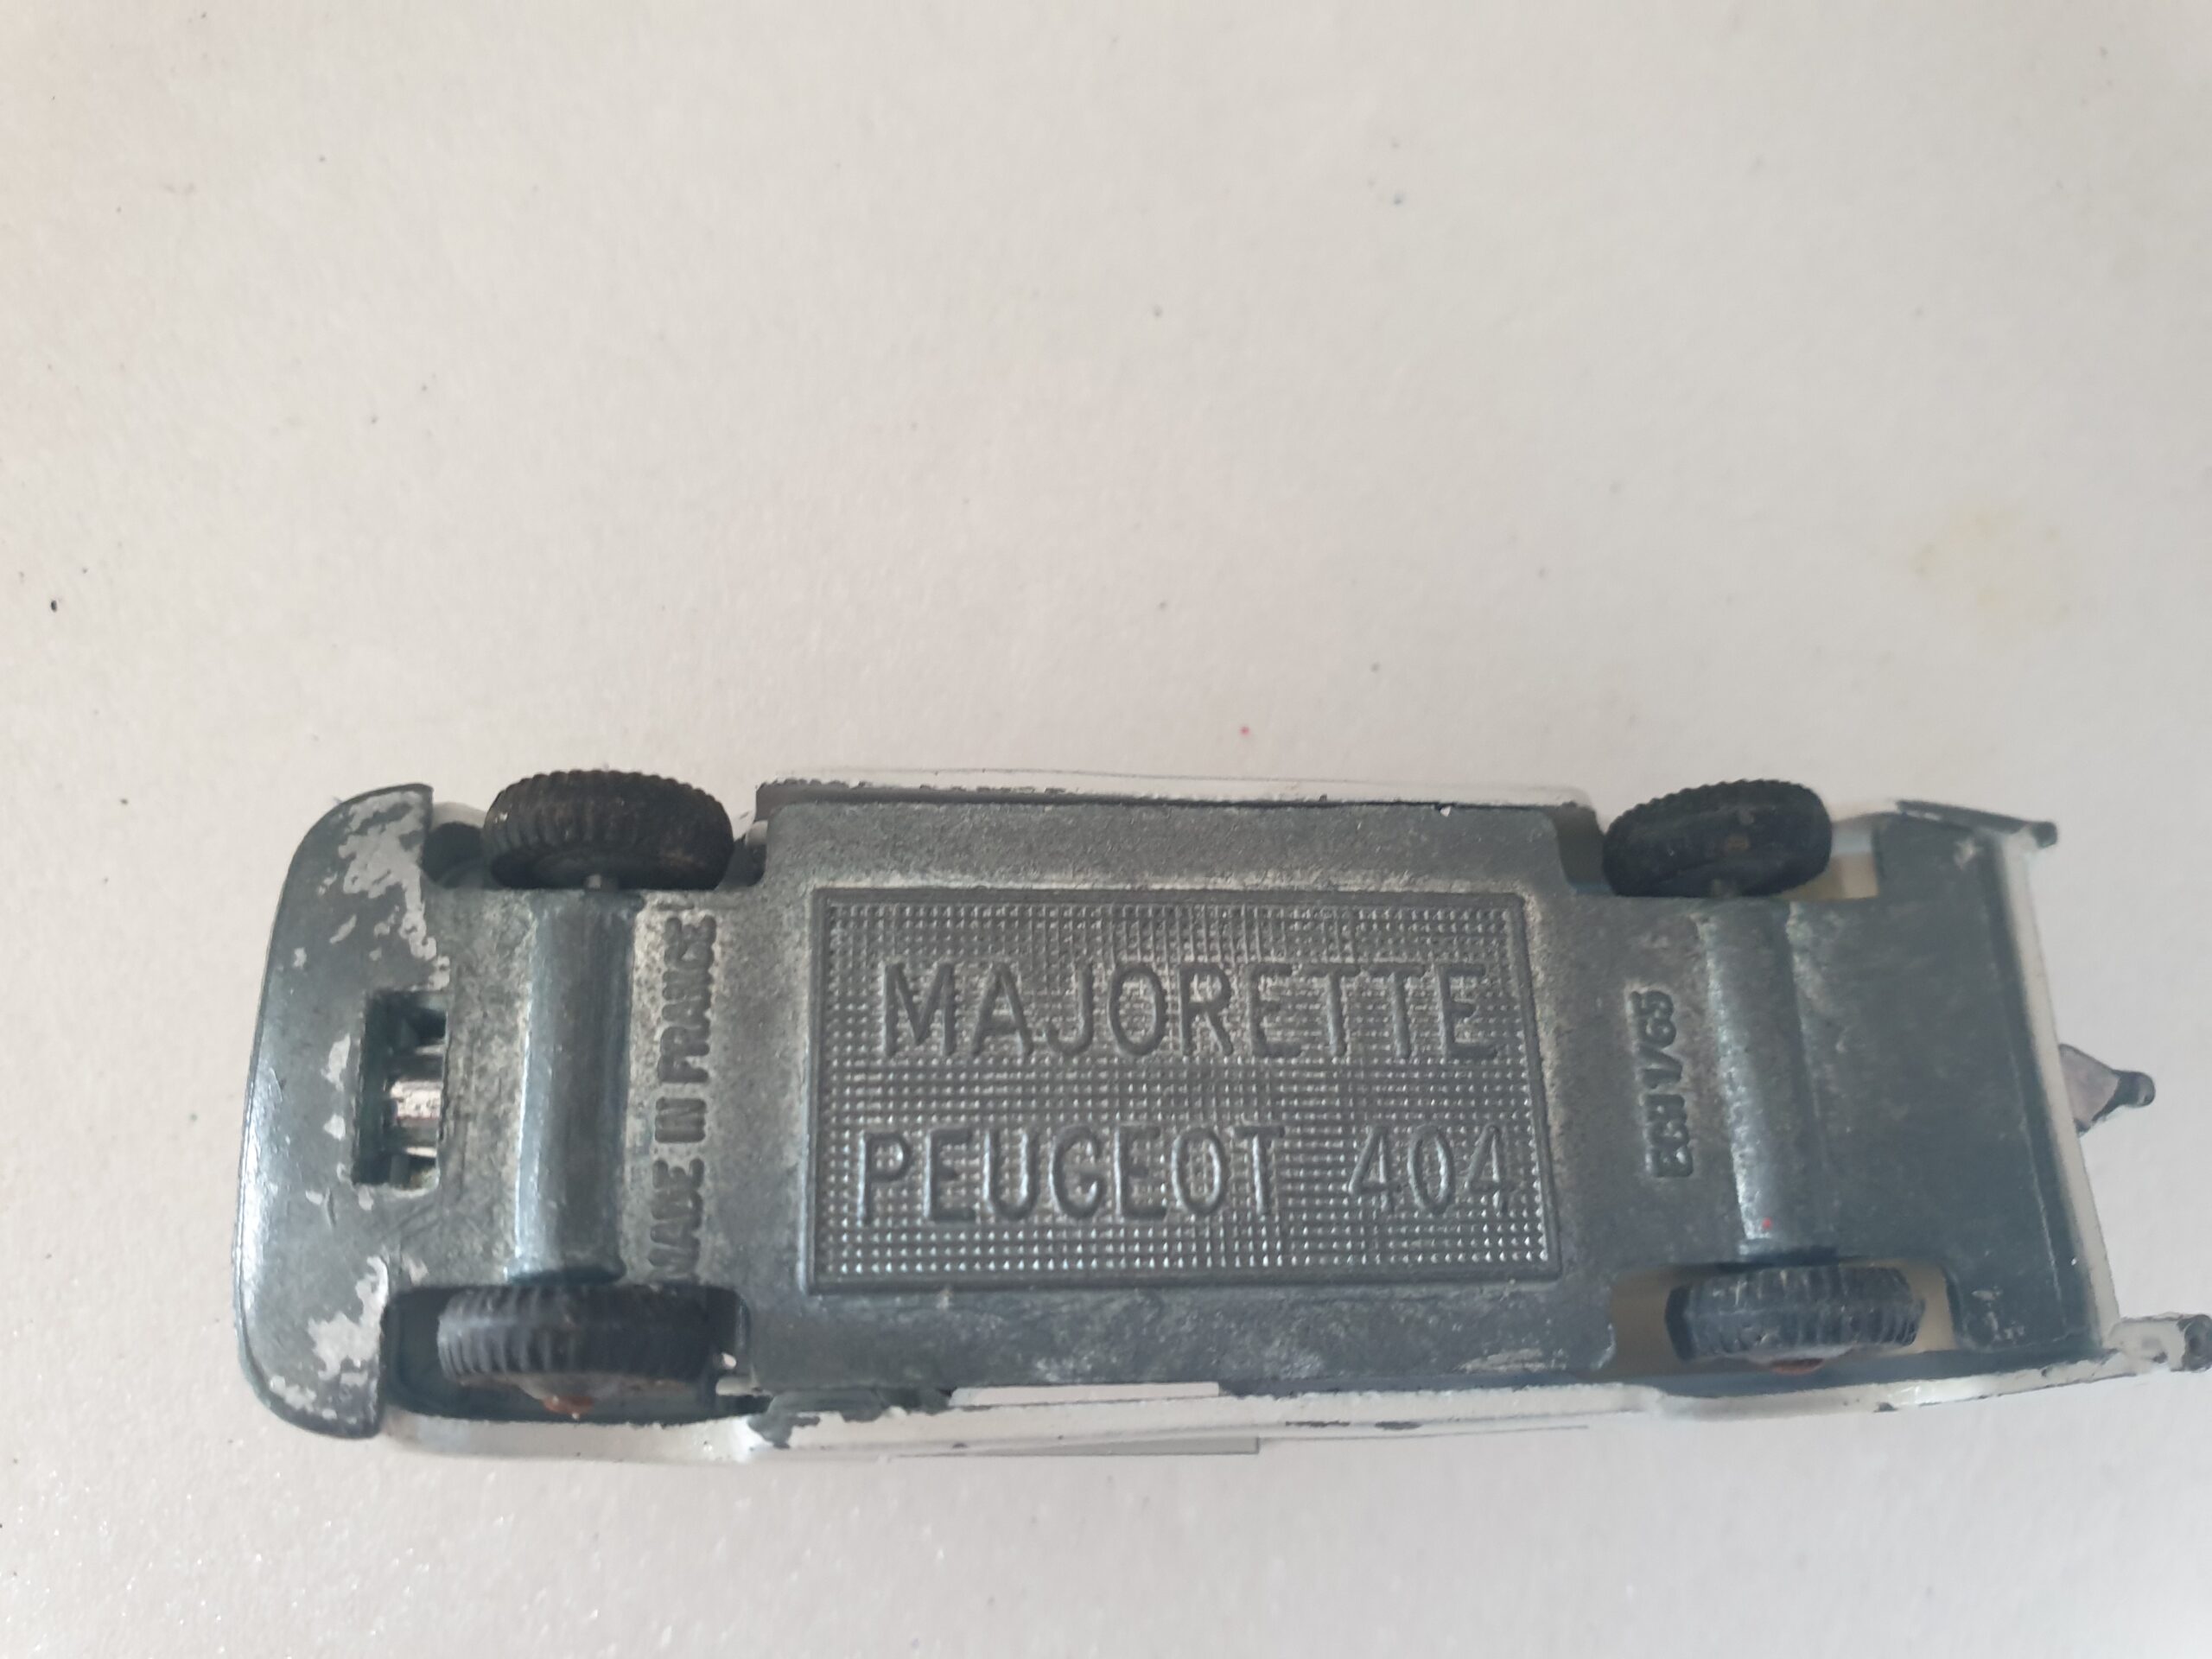 MADE IN FRANCE
MAJORETTE
PEUGEOT 404
ECH 1/65